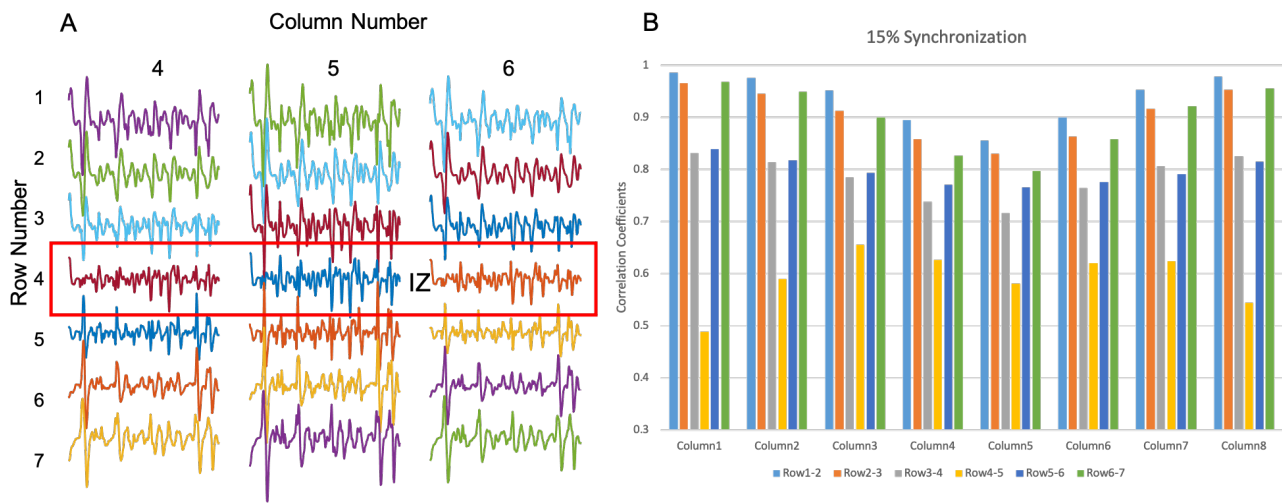 A
Column Number
4 5 6
Row Number
1
2
3
4
IZ
5
6
7
B
15% Synchronization
Correlation Coefficients
1
0.9
0.8
0.7
0.6
0.5
0.4
0.3
Column1 Column2 Column3 Column4 Column5 Column6 Column7 Column8
Row1-2 Row2-3 Row3-4 Row4-5 Row5-6 Row6-7